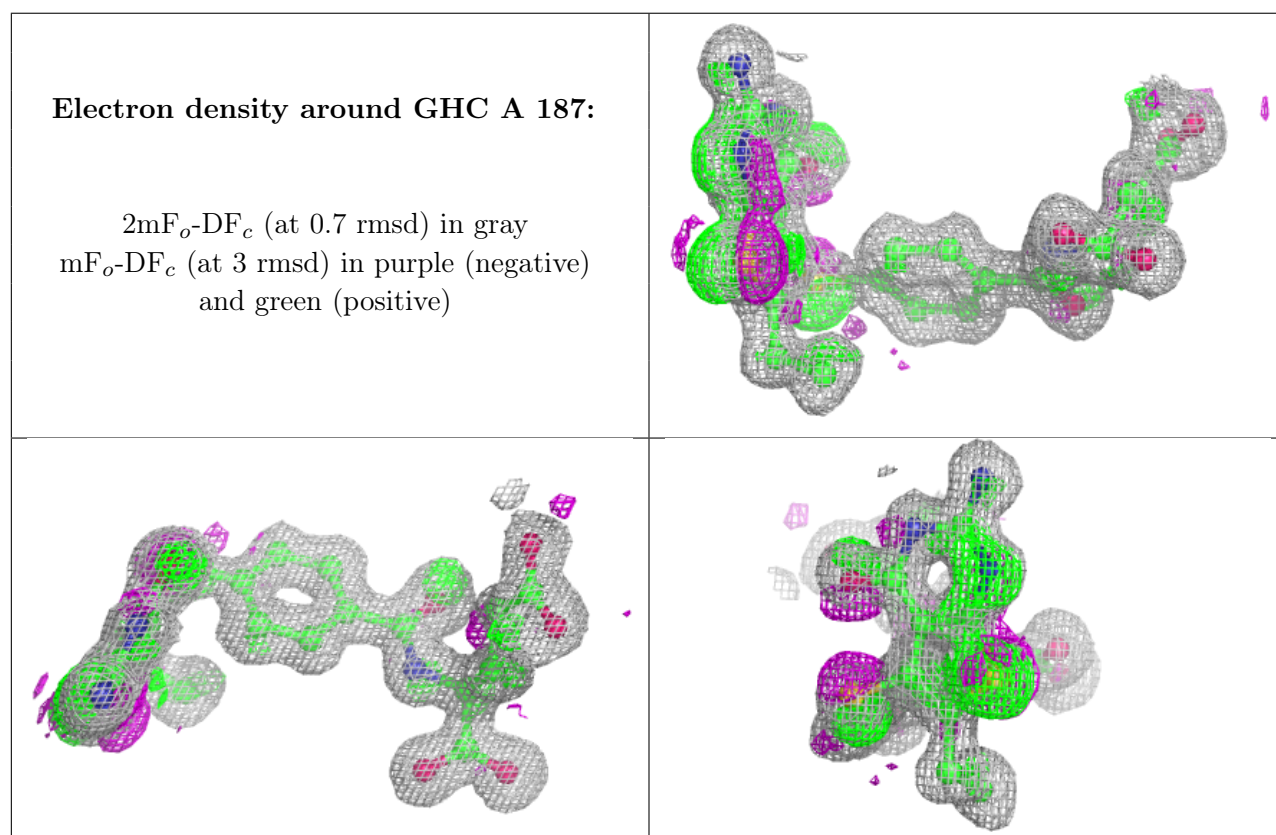 Electron density around GHC A 187:
2mFₒ-DF𝒸 (at 0.7 rmsd) in gray
mFₒ-DF𝒸 (at 3 rmsd) in purple (negative)
and green (positive)